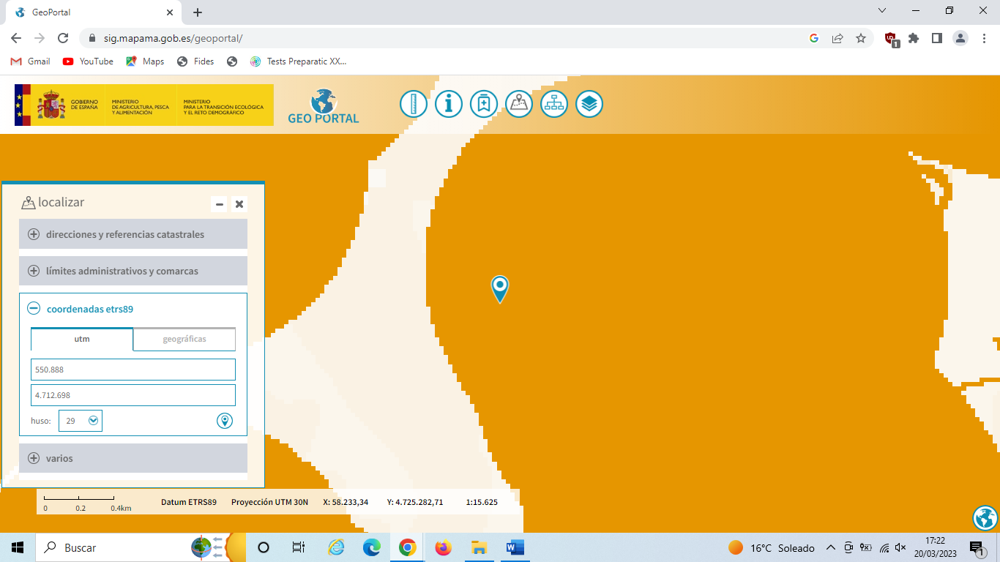 GeoPortal
sig.mapama.gob.es/geoportal/
1
Gmail
YouTube
Maps
Fides
Tests Preparatic XX...
GOBIERNO
DE ESPAÑA
MINISTERIO
DE AGRICULTURA, PESCA
Y ALIMENTACIÓN
MINISTERIO
PARA LA TRANSICIÓN ECOLÓGICA
Y EL RETO DEMOGRÁFICO
GEO PORTAL
localizar
direcciones y referencias catastrales
límites administrativos y comarcas
coordenadas etrs89
utm
geográficas
550.888
4.712.698
huso:
29
varios
0 0.2 0.4km
Datum ETRS89 Proyección UTM 30N X: 58.233,34 Y: 4.725.282,71 1:15.625
Buscar
16°C Soleado
17:22
20/03/2023
1